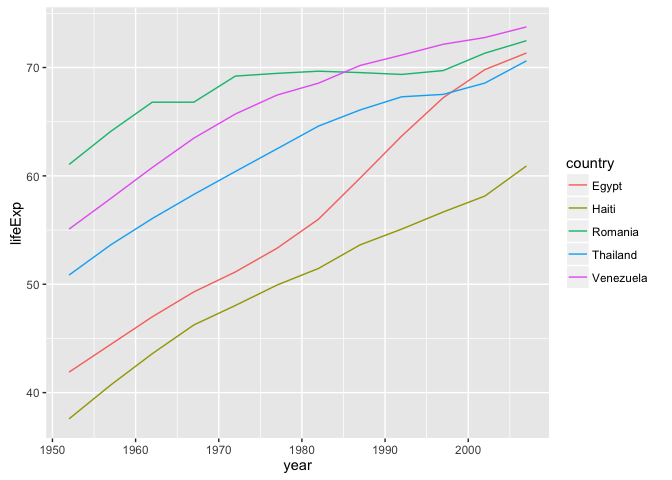 lifeExp
70
60
50
40
1950 1960 1970 1980 1990 2000
year
country
Egypt
Haiti
Romania
Thailand
Venezuela